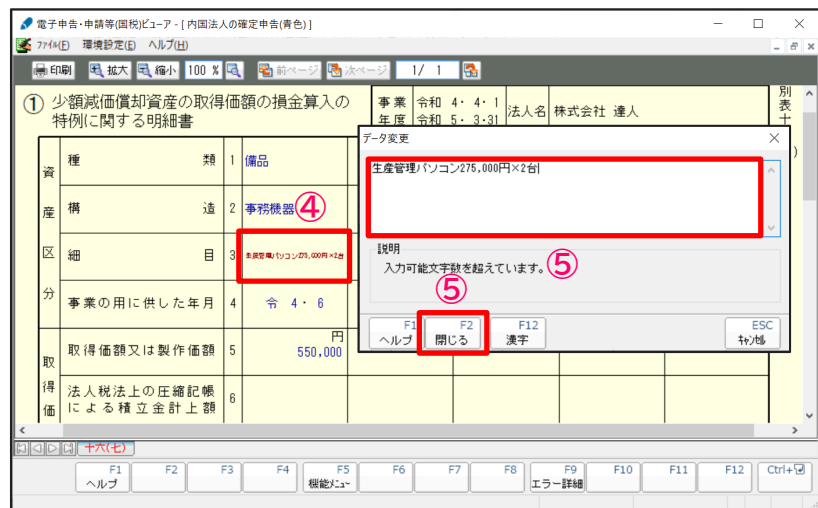 電子申告・申請等(国税)ビューア - [ 内国法人の確定申告(青色) ]
ファイル(F) 環境設定(E) ヘルプ(H)
印刷 拡大 縮小 100 % 前ページ 次ページ 1/ 1
① 少額減価償却資産の取得価額の損金算入の
特例に関する明細書
事業
年度
令和 4・ 4・ 1
令和 5・ 3・31
法人名 株式会社 達人
別表十
)
資産区分
種類 1 備品
構造 2 事務機器 ④
細目 3 生産管理パソコン275,000円×2台
事業の用に供した年月 4 令 4・ 6
取得価
取得価額又は製作価額 5 円
550,000
法人税法上の圧縮記帳
による積立金計上額 6
データ変更
生産管理パソコン275,000円×2台
説明
入力可能文字数を超えています。⑤
⑤
F1 ヘルプ
F2 閉じる
F12 漢字
ESC キャンセル
十六(七)
F1 ヘルプ
F2
F3
F4
F5 機能メニュー
F6
F7
F8
F9 エラー詳細
F10
F11
F12
Ctrl+